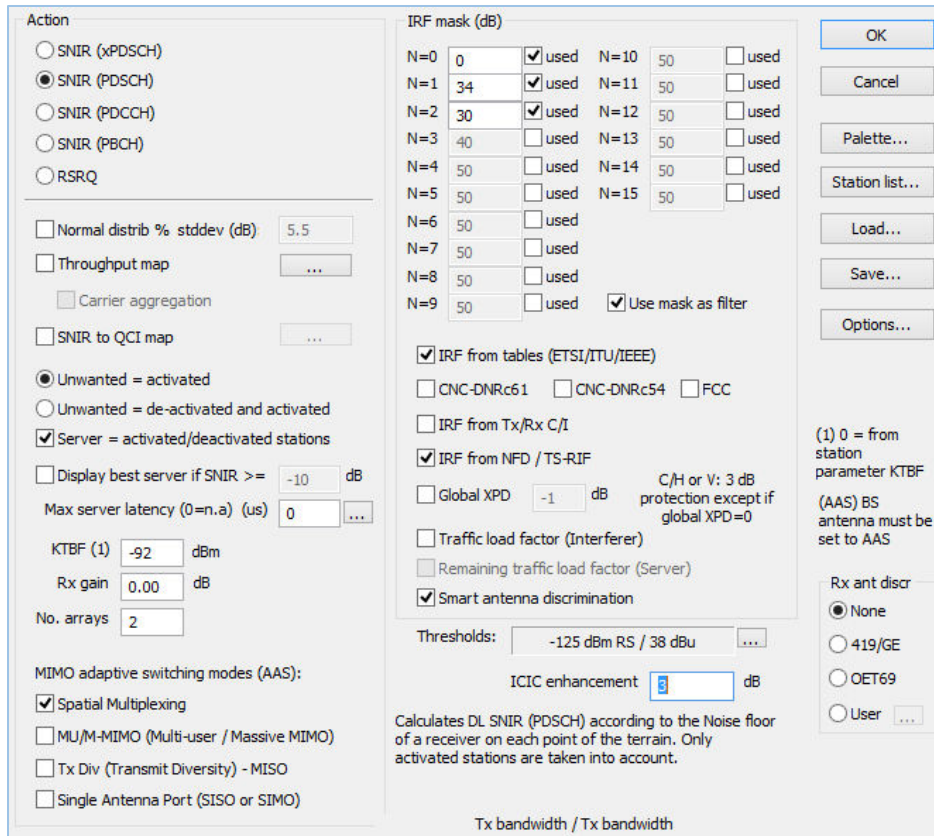 Action
SNIR (xPDSCH)
SNIR (PDSCH)
SNIR (PDCCH)
SNIR (PBCH)
RSRQ
Normal distrib % stddev (dB) 5.5
Throughput map ...
Carrier aggregation
SNIR to QCI map ...
Unwanted = activated
Unwanted = de-activated and activated
Server = activated/deactivated stations
Display best server if SNIR >= -10 dB
Max server latency (0=n.a) (us) 0 ...
KTBF (1) -92 dBm
Rx gain 0.00 dB
No. arrays 2
MIMO adaptive switching modes (AAS):
Spatial Multiplexing
MU/M-MIMO (Multi-user / Massive MIMO)
Tx Div (Transmit Diversity) - MISO
Single Antenna Port (SISO or SIMO)
IRF mask (dB)
N=0 0 used N=10 50 used
N=1 34 used N=11 50 used
N=2 30 used N=12 50 used
N=3 40 used N=13 50 used
N=4 50 used N=14 50 used
N=5 50 used N=15 50 used
N=6 50 used
N=7 50 used
N=8 50 used
N=9 50 used Use mask as filter
IRF from tables (ETSI/ITU/IEEE)
CNC-DNRc61 CNC-DNRc54 FCC
IRF from Tx/Rx C/I
IRF from NFD / TS-RIF
Global XPD -1 dB
C/H or V: 3 dB
protection except if
global XPD=0
Traffic load factor (Interferer)
Remaining traffic load factor (Server)
Smart antenna discrimination
Thresholds: -125 dBm RS / 38 dBu ...
ICIC enhancement 3 dB
Calculates DL SNIR (PDSCH) according to the Noise floor
of a receiver on each point of the terrain. Only
activated stations are taken into account.
Tx bandwidth / Tx bandwidth
OK
Cancel
Palette...
Station list...
Load...
Save...
Options...
(1) 0 = from
station
parameter KTBF
(AAS) BS
antenna must be
set to AAS
Rx ant discr
None
419/GE
OET69
User ...